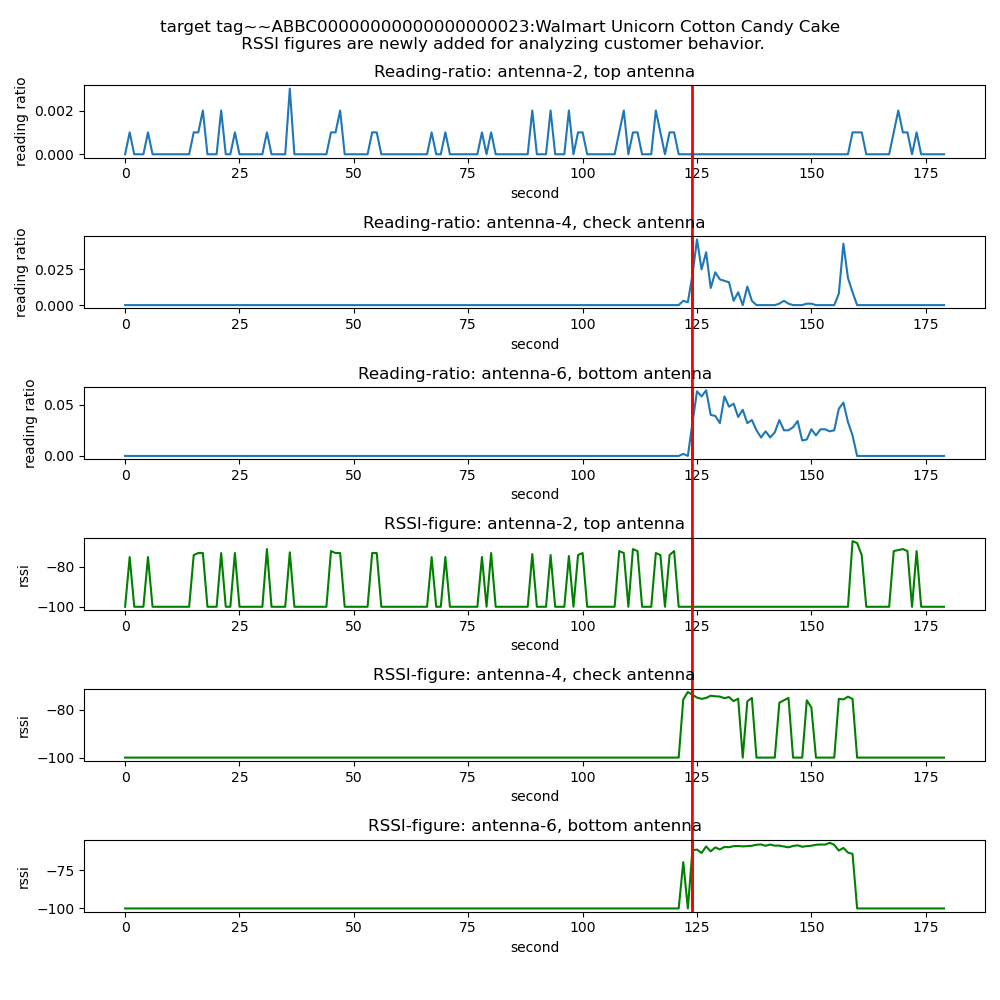 target tag~~ABBC00000000000000000023:Walmart Unicorn Cotton Candy Cake
RSSI figures are newly added for analyzing customer behavior.
Reading-ratio: antenna-2, top antenna
reading ratio
0.002
0.000
0 25 50 75 100 125 150 175
second
Reading-ratio: antenna-4, check antenna
reading ratio
0.025
0.000
0 25 50 75 100 125 150 175
second
Reading-ratio: antenna-6, bottom antenna
reading ratio
0.05
0.00
0 25 50 75 100 125 150 175
second
RSSI-figure: antenna-2, top antenna
rssi
−80
−100
0 25 50 75 100 125 150 175
second
RSSI-figure: antenna-4, check antenna
rssi
−80
−100
0 25 50 75 100 125 150 175
second
RSSI-figure: antenna-6, bottom antenna
rssi
−75
−100
0 25 50 75 100 125 150 175
second